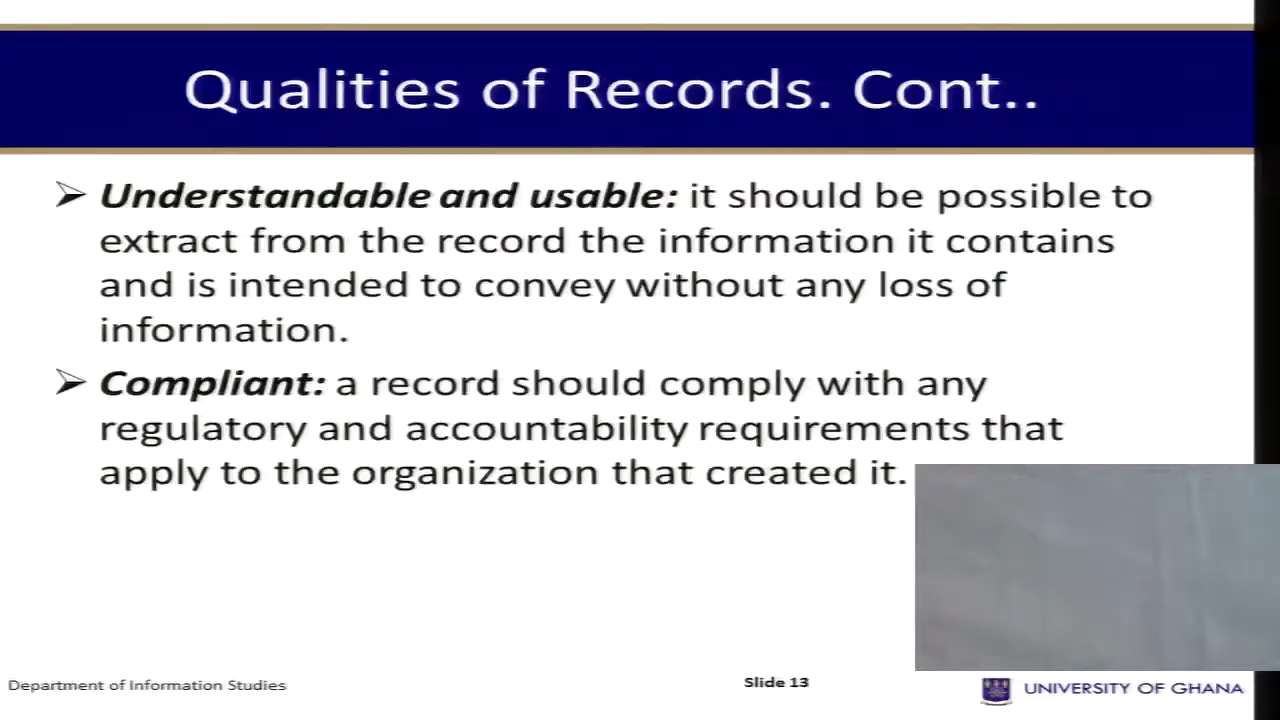 Qualities of Records. Cont..
➢ Understandable and usable: it should be possible to
extract from the record the information it contains
and is intended to convey without any loss of
information.
➢ Compliant: a record should comply with any
regulatory and accountability requirements that
apply to the organization that created it.
Department of Information Studies
Slide 13
UNIVERSITY OF GHANA